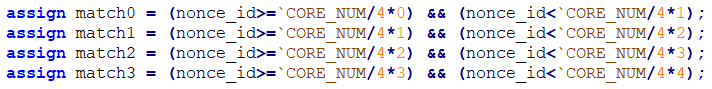 assign match0 = (nonce_id>=`CORE_NUM/4*0) && (nonce_id<`CORE_NUM/4*1);
assign match1 = (nonce_id>=`CORE_NUM/4*1) && (nonce_id<`CORE_NUM/4*2);
assign match2 = (nonce_id>=`CORE_NUM/4*2) && (nonce_id<`CORE_NUM/4*3);
assign match3 = (nonce_id>=`CORE_NUM/4*3) && (nonce_id<`CORE_NUM/4*4);